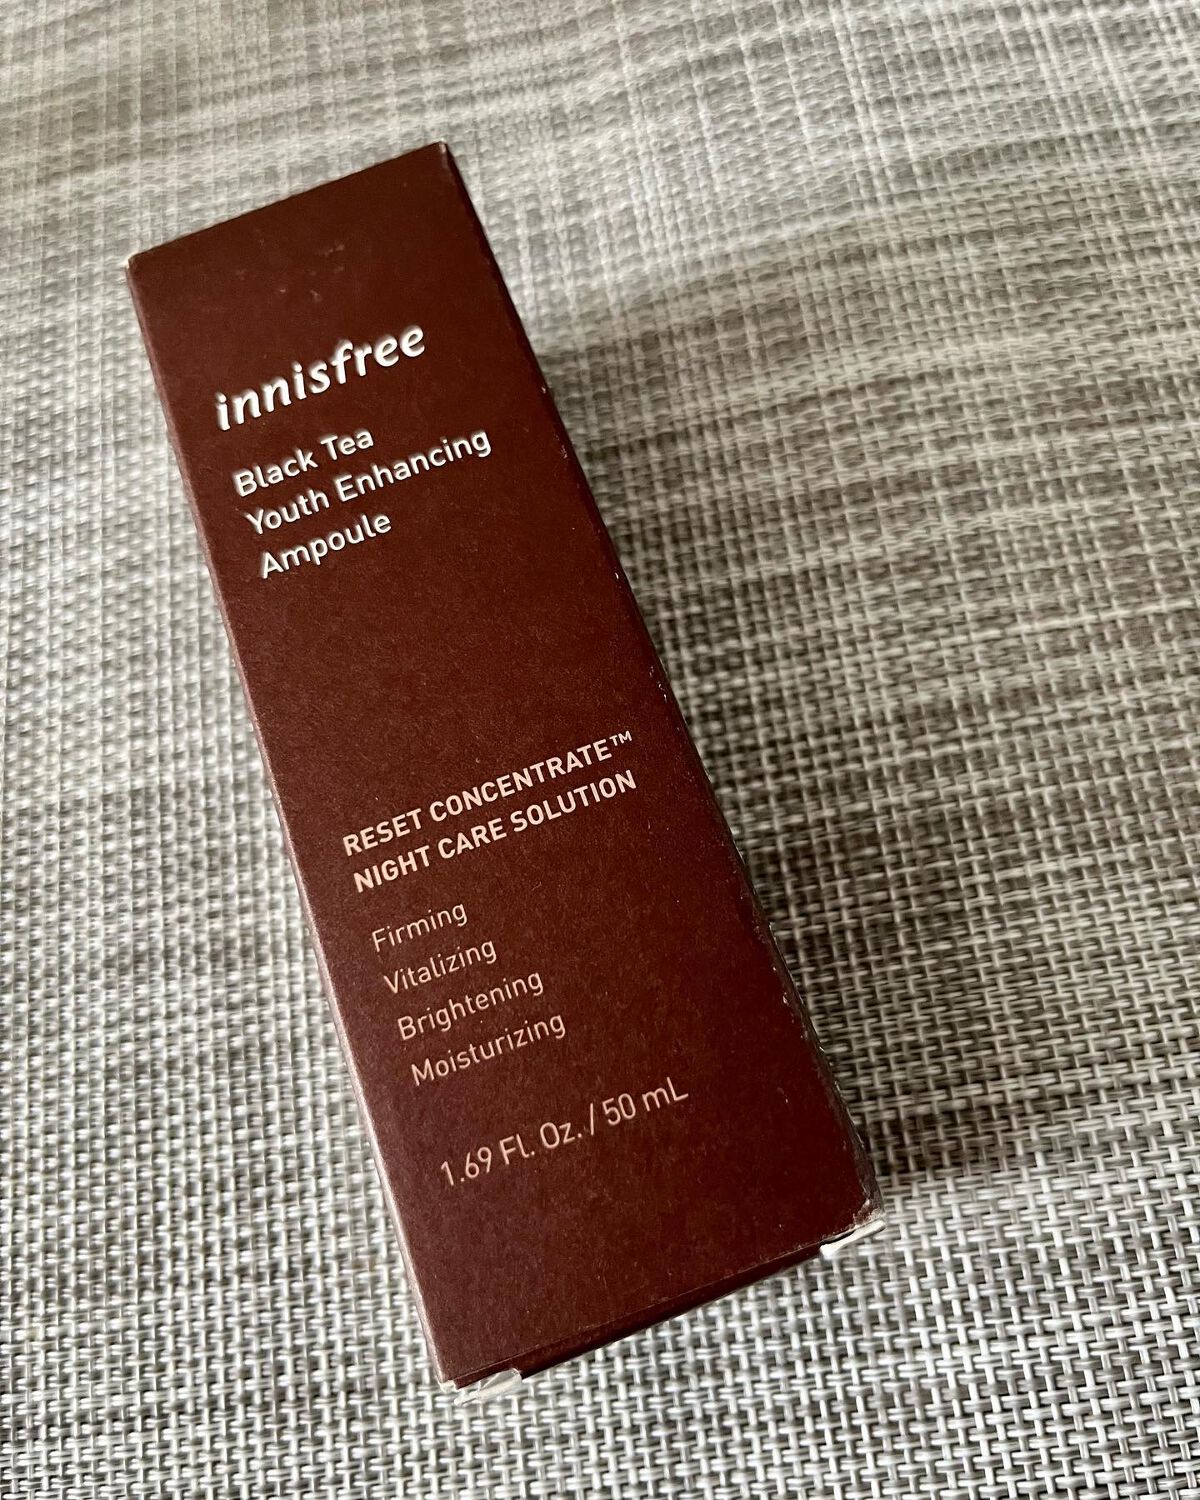 innisfree
Black Tea
Youth Enhancing
Ampoule
RESET CONCENTRATE™
NIGHT CARE SOLUTION
Firming
Vitalizing
Brightening
Moisturizing
1.69 Fl. Oz. / 50 mL